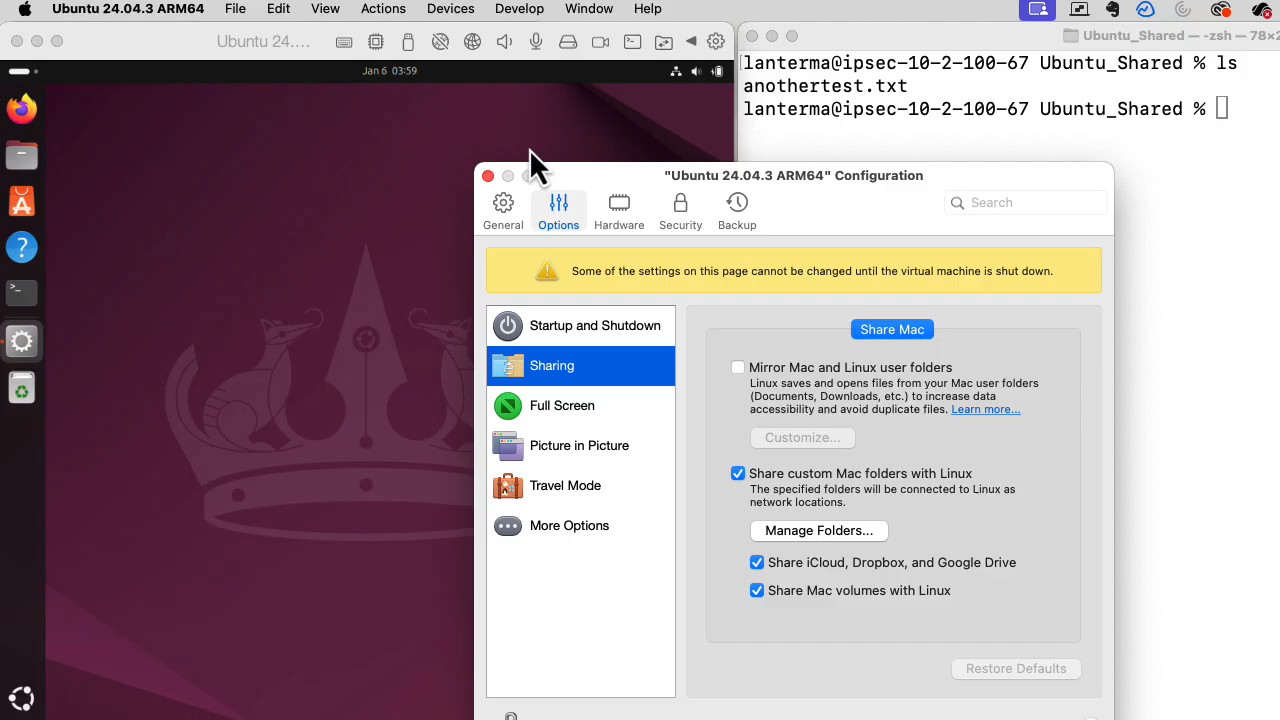 Ubuntu 24.04.3 ARM64 File Edit View Actions Devices Develop Window Help
Ubuntu 24....
Ubuntu_Shared — -zsh — 78×2
Jan 6 03:59
lanterma@ipsec-10-2-100-67 Ubuntu_Shared % ls
anothertest.txt
lanterma@ipsec-10-2-100-67 Ubuntu_Shared %
"Ubuntu 24.04.3 ARM64" Configuration
General Options Hardware Security Backup
Search
Some of the settings on this page cannot be changed until the virtual machine is shut down.
Startup and Shutdown
Sharing
Full Screen
Picture in Picture
Travel Mode
More Options
Share Mac
Mirror Mac and Linux user folders
Linux saves and opens files from your Mac user folders
(Documents, Downloads, etc.) to increase data
accessibility and avoid duplicate files. Learn more...
Customize...
Share custom Mac folders with Linux
The specified folders will be connected to Linux as
network locations.
Manage Folders...
Share iCloud, Dropbox, and Google Drive
Share Mac volumes with Linux
Restore Defaults